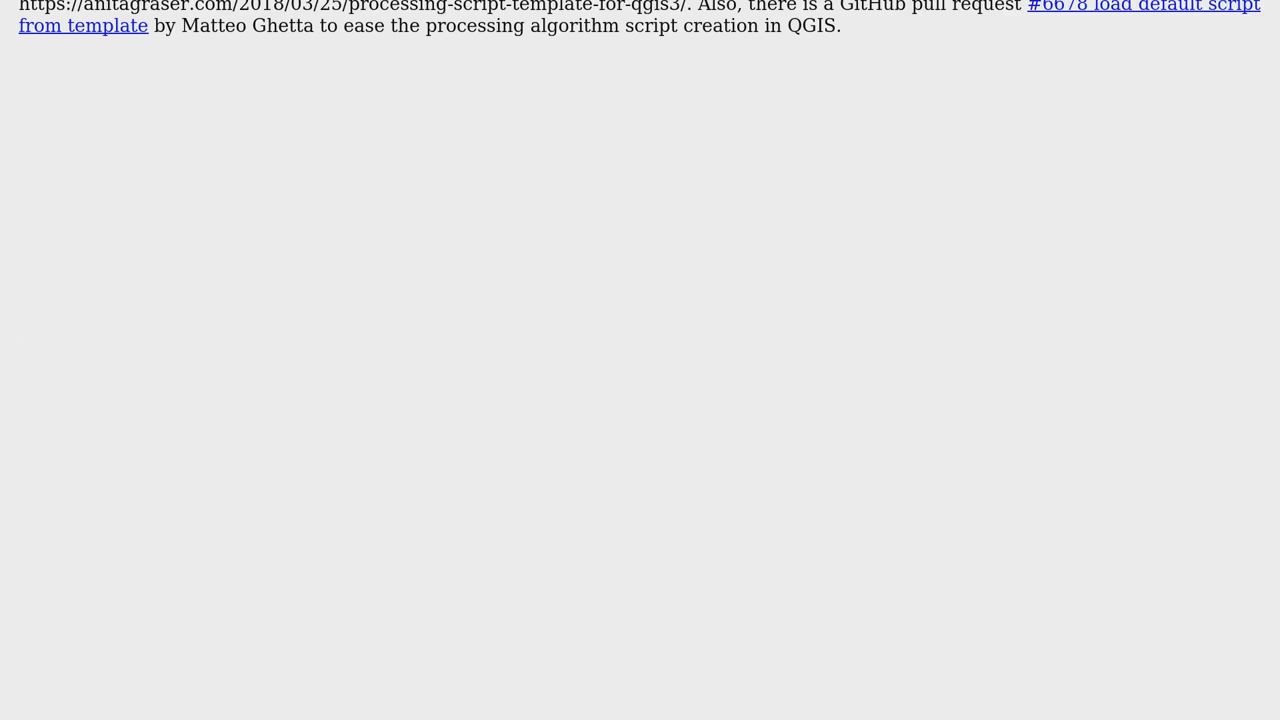 https://anitagraser.com/2018/03/25/processing-script-template-for-qgis3/. Also, there is a GitHub pull request #6678 load default script
from template by Matteo Ghetta to ease the processing algorithm script creation in QGIS.